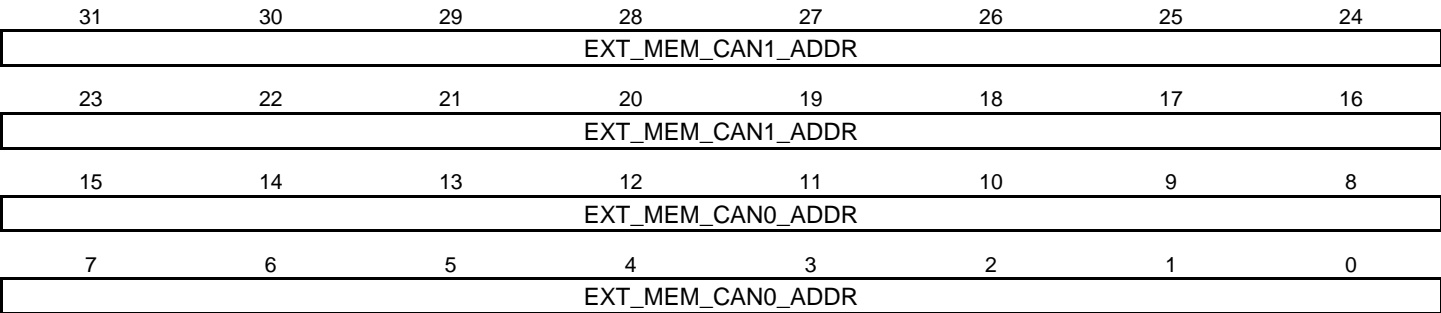 31 30 29 28 27 26 25 24
EXT_MEM_CAN1_ADDR
23 22 21 20 19 18 17 16
EXT_MEM_CAN1_ADDR
15 14 13 12 11 10 9 8
EXT_MEM_CAN0_ADDR
7 6 5 4 3 2 1 0
EXT_MEM_CAN0_ADDR